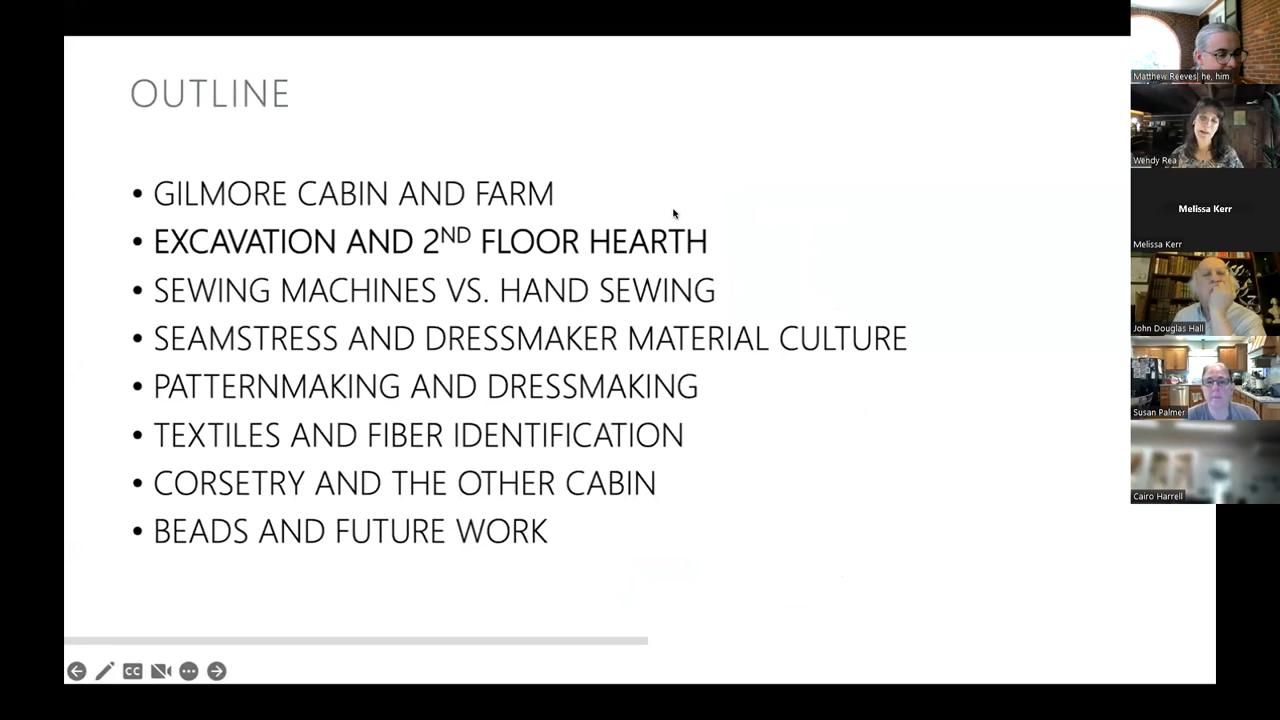 OUTLINE
• GILMORE CABIN AND FARM
• EXCAVATION AND 2ND FLOOR HEARTH
• SEWING MACHINES VS. HAND SEWING
• SEAMSTRESS AND DRESSMAKER MATERIAL CULTURE
• PATTERNMAKING AND DRESSMAKING
• TEXTILES AND FIBER IDENTIFICATION
• CORSETRY AND THE OTHER CABIN
• BEADS AND FUTURE WORK
CC
Matthew Reeves| he, him
Wendy Rea
Melissa Kerr
Melissa Kerr
John Douglas Hall
Susan Palmer
Cairo Harrell